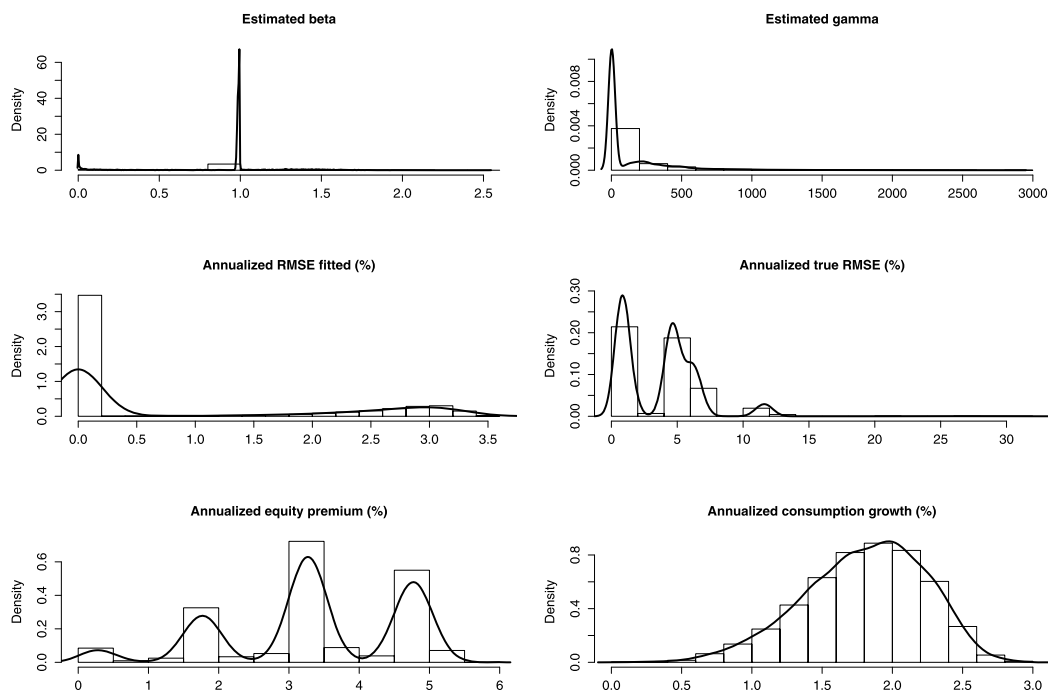 Estimated beta
Density
0 20 40 60
0.0 0.5 1.0 1.5 2.0 2.5
Estimated gamma
Density
0.000 0.004 0.008
0 500 1000 1500 2000 2500 3000
Annualized RMSE fitted (%)
Density
0.0 1.0 2.0 3.0
0.0 0.5 1.0 1.5 2.0 2.5 3.0 3.5
Annualized true RMSE (%)
Density
0.00 0.10 0.20 0.30
0 5 10 15 20 25 30
Annualized equity premium (%)
Density
0.0 0.2 0.4 0.6
0 1 2 3 4 5 6
Annualized consumption growth (%)
Density
0.0 0.4 0.8
0.0 0.5 1.0 1.5 2.0 2.5 3.0